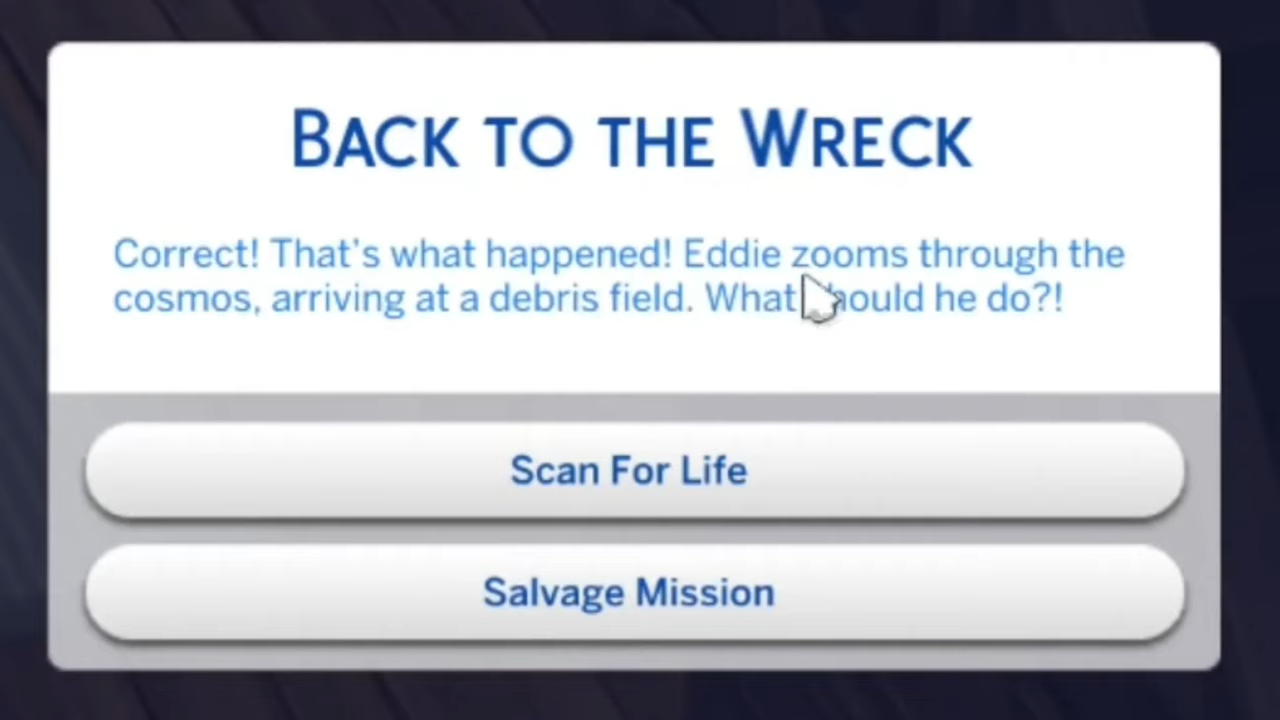 BACK TO THE WRECK
Correct! That's what happened! Eddie zooms through the
cosmos, arriving at a debris field. What should he do?!
Scan For Life
Salvage Mission